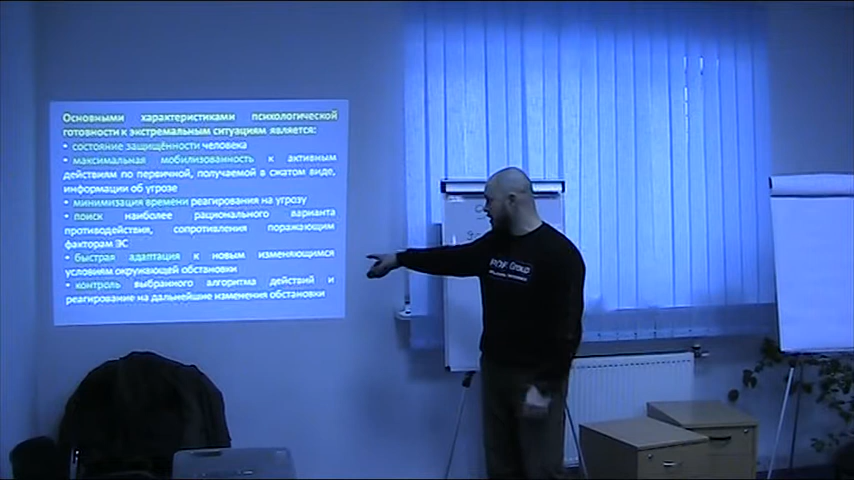 Основными характеристиками психологической
готовности к экстремальным ситуациям является:
• состояние защищённости человека
• максимальная мобилизованность к активным
действиям по первичной, получаемой в сжатом виде,
информации об угрозе
• минимизация времени реагирования на угрозу
• поиск наиболее рационального варианта
противодействия, сопротивления поражающим
факторам ЭС
• быстрая адаптация к новым изменяющимся
условиям окружающей обстановки
• контроль выбранного алгоритма действий и
реагирование на дальнейшие изменения обстановки